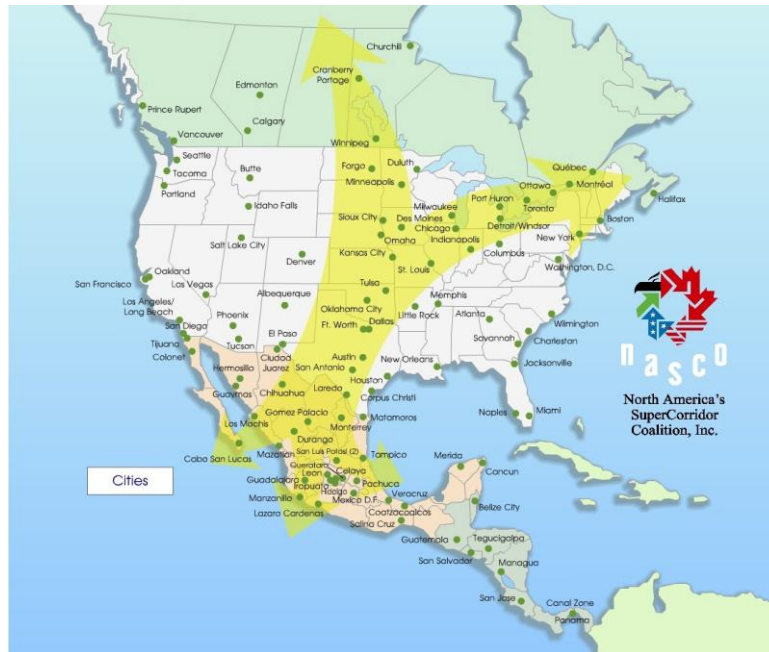 Churchill
Cranberry
Portage
Edmonton
Prince Rupert
Calgary
Vancouver
Winnipeg
Seattle
Tacoma
Portland
Butte
Fargo
Duluth
Minneapolis
Québec
Ottawa
Montréal
Port Huron
Toronto
Halifax
Idaho Falls
Milwaukee
Sioux City
Des Moines
Chicago
Detroit/Windsor
Boston
Salt Lake City
Omaha
Indianapolis
New York
Denver
Kansas City
Columbus
Oakland
San Francisco
Las Vegas
St. Louis
Washington, D.C.
Los Angeles/
Long Beach
Albequerque
Tulsa
Memphis
Phoenix
Oklahoma City
Little Rock
Atlanta
Wilmington
San Diego
El Paso
Ft. Worth
Dallas
Savannah
Charleston
Tijuana
Tucson
Colonet
Ciudad
Juarez
Austin
New Orleans
Jacksonville
Hermosillo
San Antonio
Houston
Guaymas
Chihuahua
Laredo
Corpus Christi
Los Machis
Gomez Palacio
Matamoros
Naples
Miami
Monterrey
Durango
Cabo San Lucas
Mazatlan
San Luis Potosi (2)
Tampico
Merida
Cancun
Queratara
Celaya
Leon
Guadalajara
Irapuato
Pachuca
Hidalgo
Manzanillo
Mexico D.F.
Veracruz
Belize City
Lazaro Cardenas
Coatzacoalcos
Salina Cruz
Guatemala
Tegucigalpa
San Salvador
Managua
San Jose
Canal Zone
Panama
Cities
nasco
North America's
SuperCorridor
Coalition, Inc.